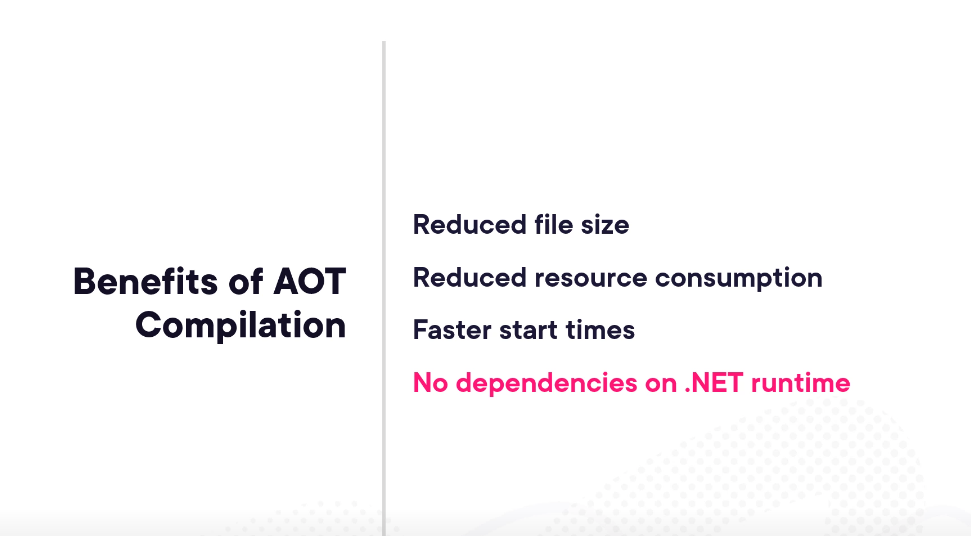 Benefits of AOT
Compilation
Reduced file size
Reduced resource consumption
Faster start times
No dependencies on .NET runtime